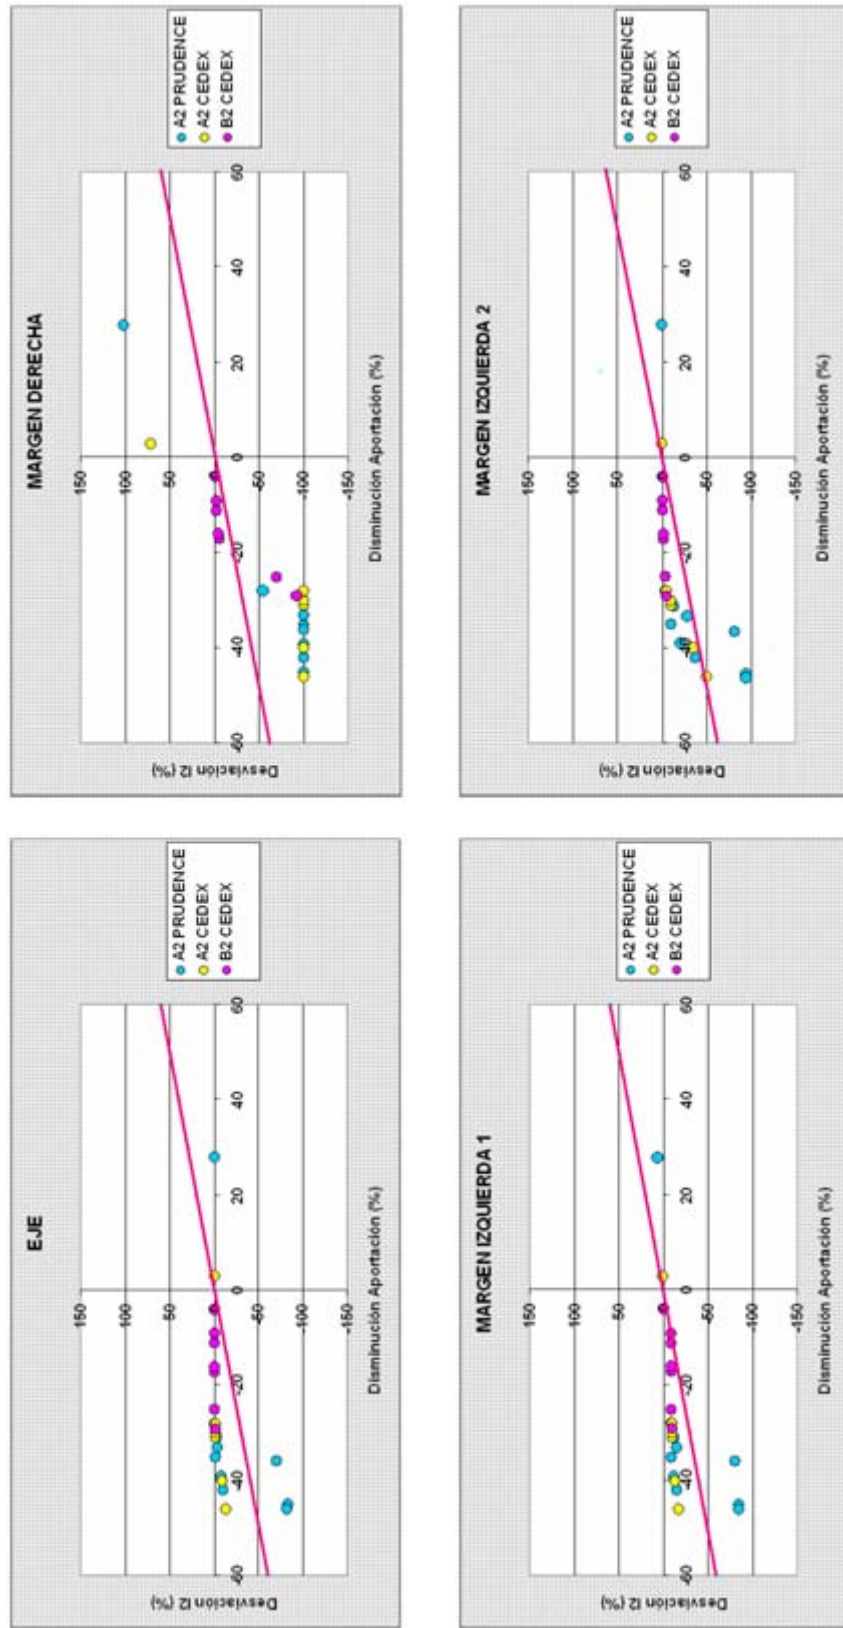 EJE
Desviación I2 (%)
150
100
50
0
-50
-100
-150
-60
-40
-20
0
20
40
60
Disminución Aportación (%)
A2 PRUDENCE
A2 CEDEX
B2 CEDEX
MARGEN DERECHA
Desviación I2 (%)
150
100
50
0
-50
-100
-150
-60
-40
-20
0
20
40
60
Disminución Aportación (%)
A2 PRUDENCE
A2 CEDEX
B2 CEDEX
MARGEN IZQUIERDA 1
Desviación I2 (%)
150
100
50
0
-50
-100
-150
-60
-40
-20
0
20
40
60
Disminución Aportación (%)
A2 PRUDENCE
A2 CEDEX
B2 CEDEX
MARGEN IZQUIERDA 2
Desviación I2 (%)
150
100
50
0
-50
-100
-150
-60
-40
-20
0
20
40
60
Disminución Aportación (%)
A2 PRUDENCE
A2 CEDEX
B2 CEDEX